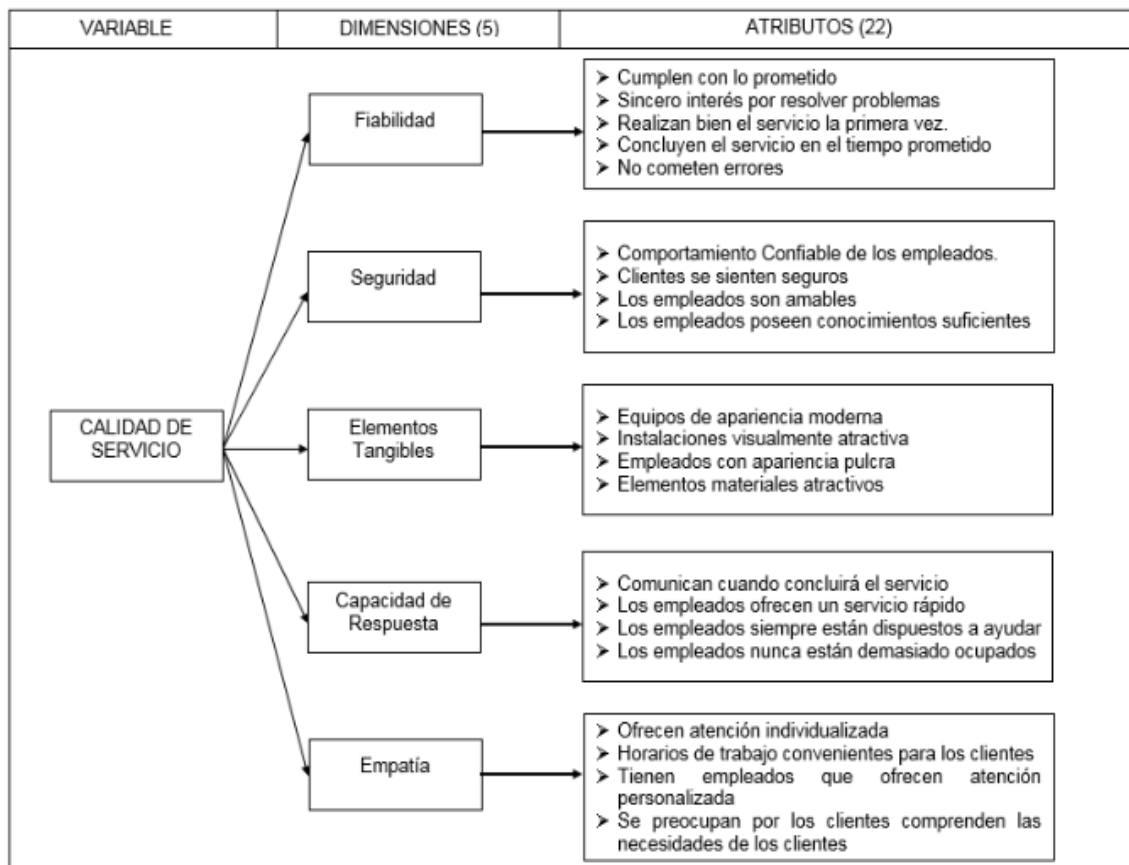 VARIABLE
DIMENSIONES (5)
ATRIBUTOS (22)
CALIDAD DE
SERVICIO
Fiabilidad
➢ Cumplen con lo prometido
➢ Sincero interés por resolver problemas
➢ Realizan bien el servicio la primera vez.
➢ Concluyen el servicio en el tiempo prometido
➢ No cometen errores
Seguridad
➢ Comportamiento Confiable de los empleados.
➢ Clientes se sienten seguros
➢ Los empleados son amables
➢ Los empleados poseen conocimientos suficientes
Elementos
Tangibles
➢ Equipos de apariencia moderna
➢ Instalaciones visualmente atractiva
➢ Empleados con apariencia pulcra
➢ Elementos materiales atractivos
Capacidad de
Respuesta
➢ Comunican cuando concluirá el servicio
➢ Los empleados ofrecen un servicio rápido
➢ Los empleados siempre están dispuestos a ayudar
➢ Los empleados nunca están demasiado ocupados
Empatía
➢ Ofrecen atención individualizada
➢ Horarios de trabajo convenientes para los clientes
➢ Tienen empleados que ofrecen atención
personalizada
➢ Se preocupan por los clientes comprenden las
necesidades de los clientes